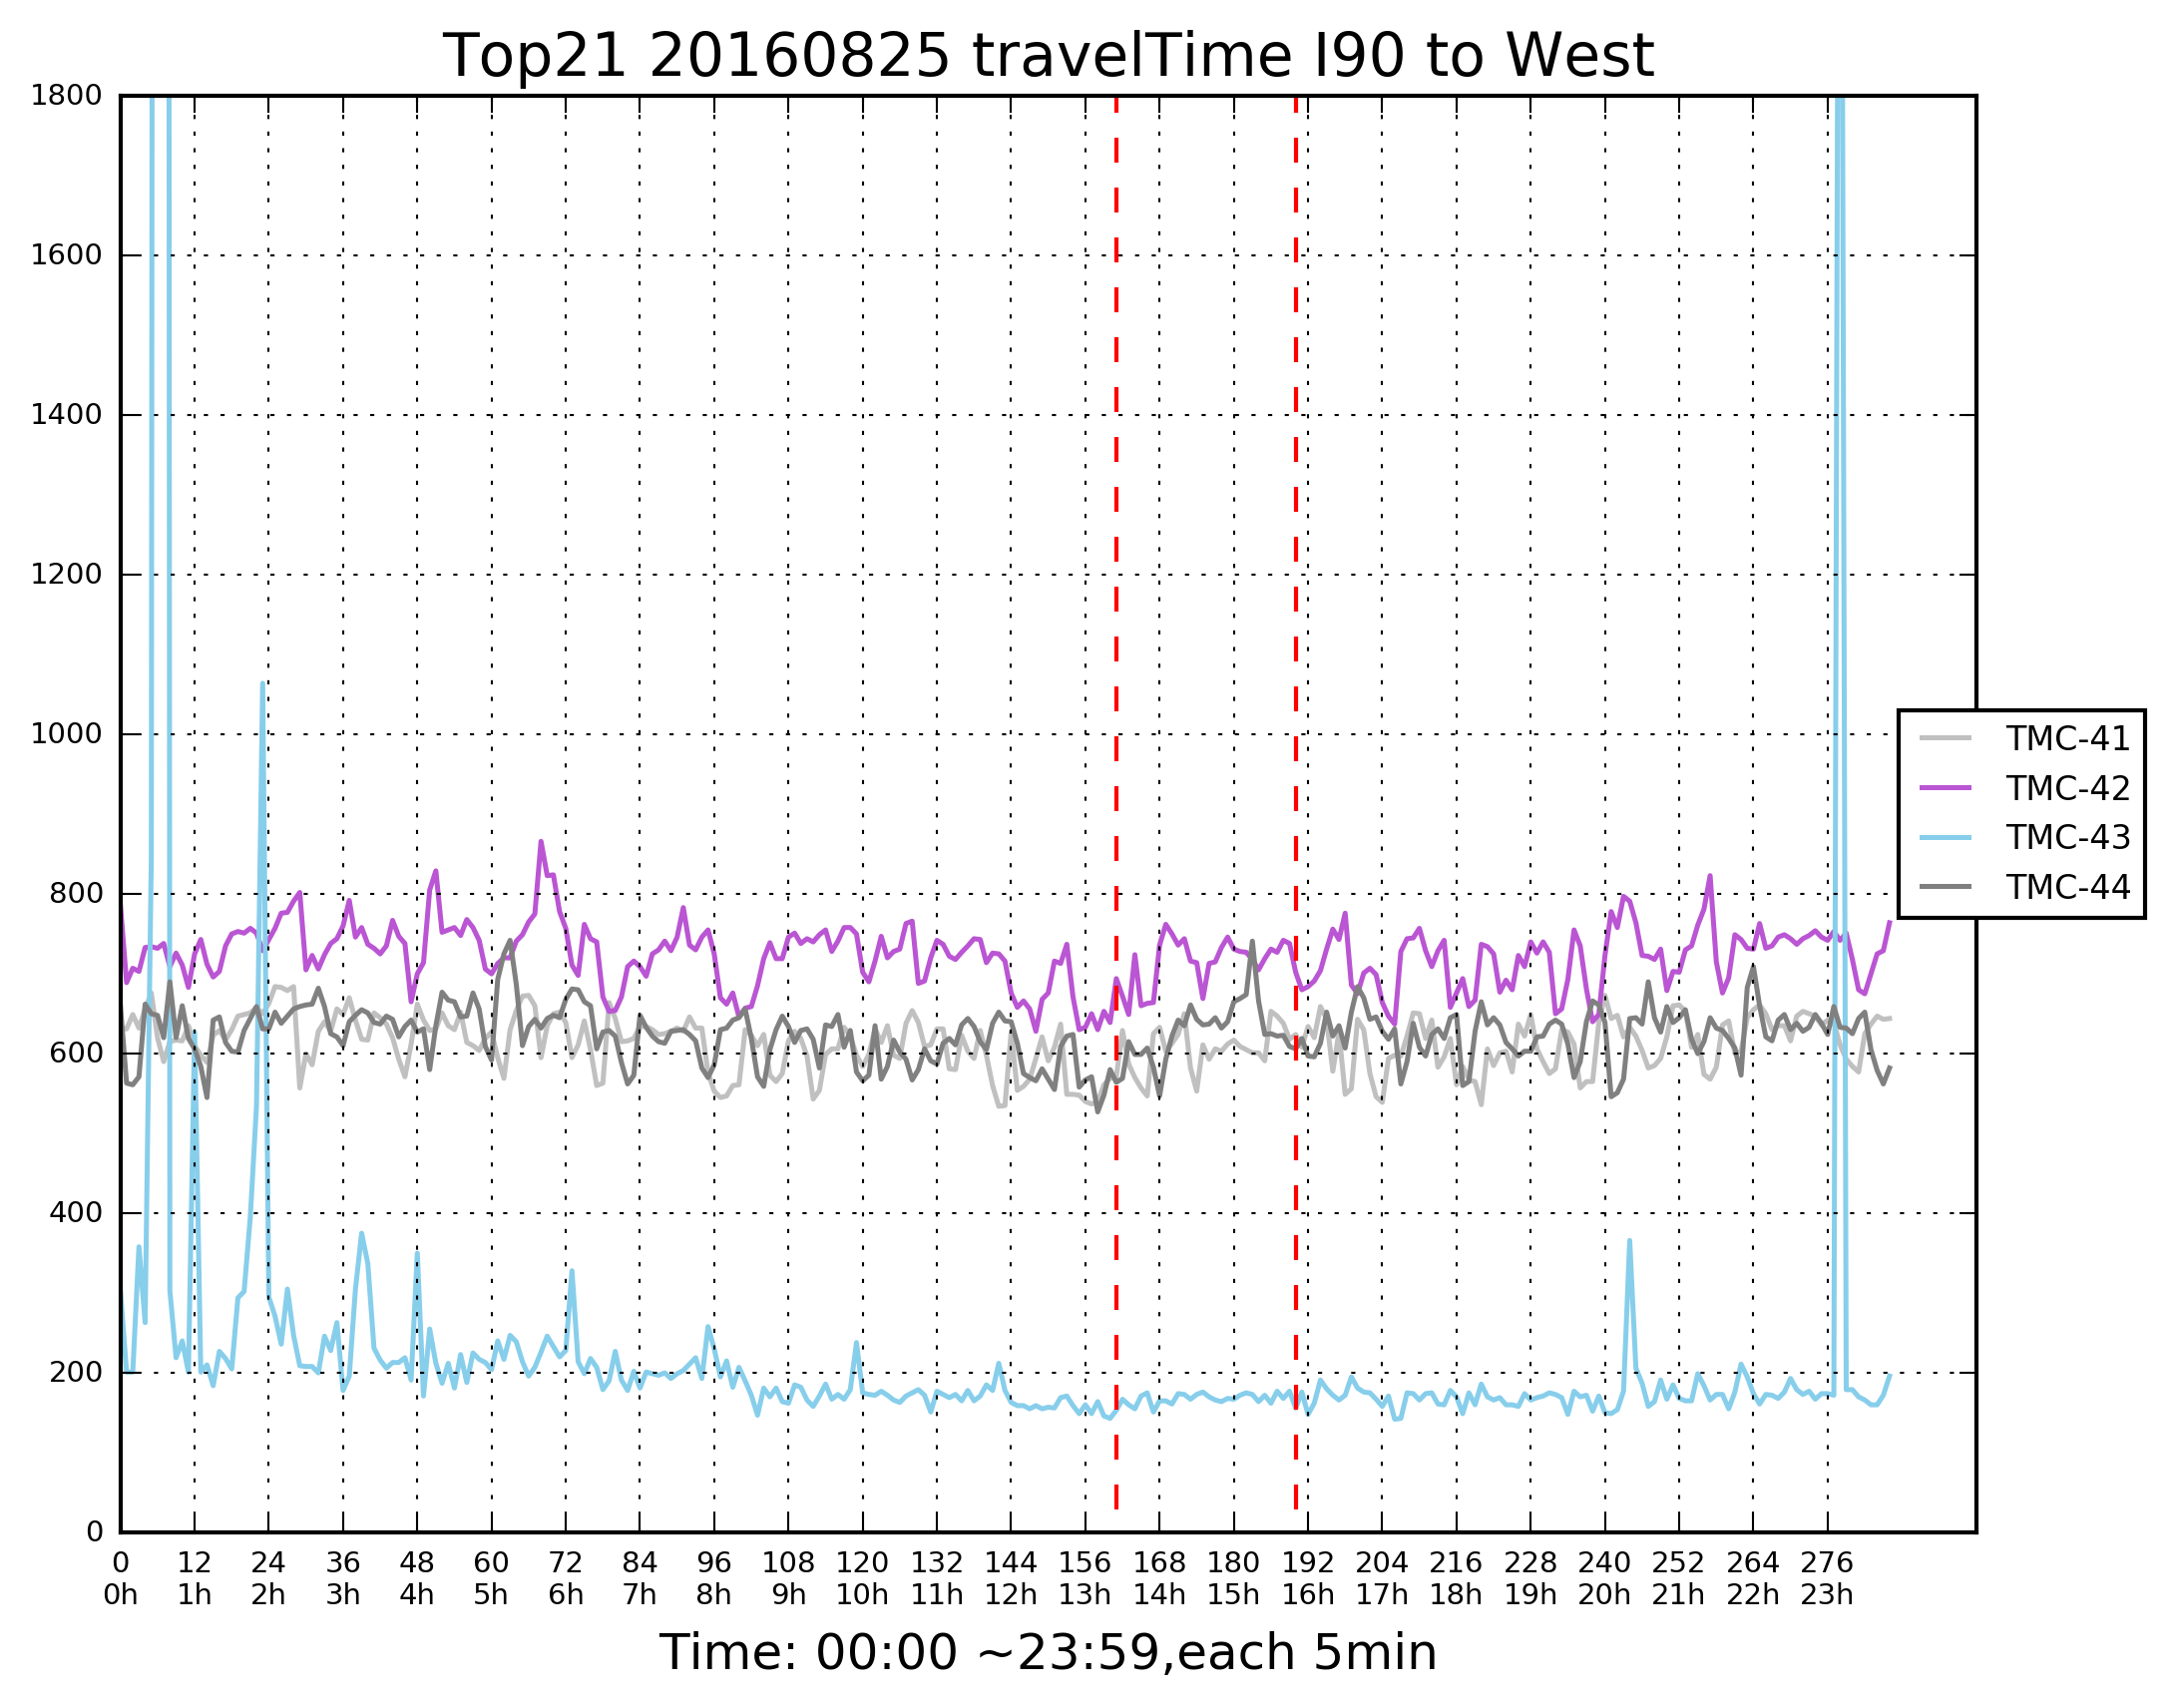 Top21 20160825 travelTime I90 to West
1800
1600
1400
1200
1000
800
600
400
200
0
TMC-41
TMC-42
TMC-43
TMC-44
0 12 24 36 48 60 72 84 96 108 120 132 144 156 168 180 192 204 216 228 240 252 264 276
0h 1h 2h 3h 4h 5h 6h 7h 8h 9h 10h 11h 12h 13h 14h 15h 16h 17h 18h 19h 20h 21h 22h 23h
Time: 00:00 ~23:59,each 5min